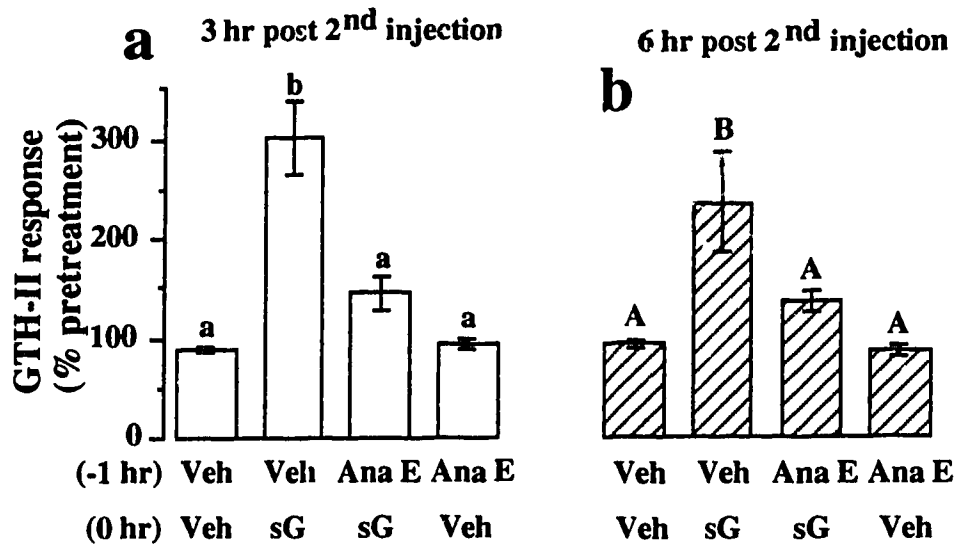 a 3 hr post 2nd injection
b 6 hr post 2nd injection
GTH-II response
(% pretreatment)
300
200
100
0
a b a a
A B A A
(-1 hr) Veh Veh Ana E Ana E
(0 hr) Veh sG sG Veh
Veh Veh Ana E Ana E
Veh sG sG Veh